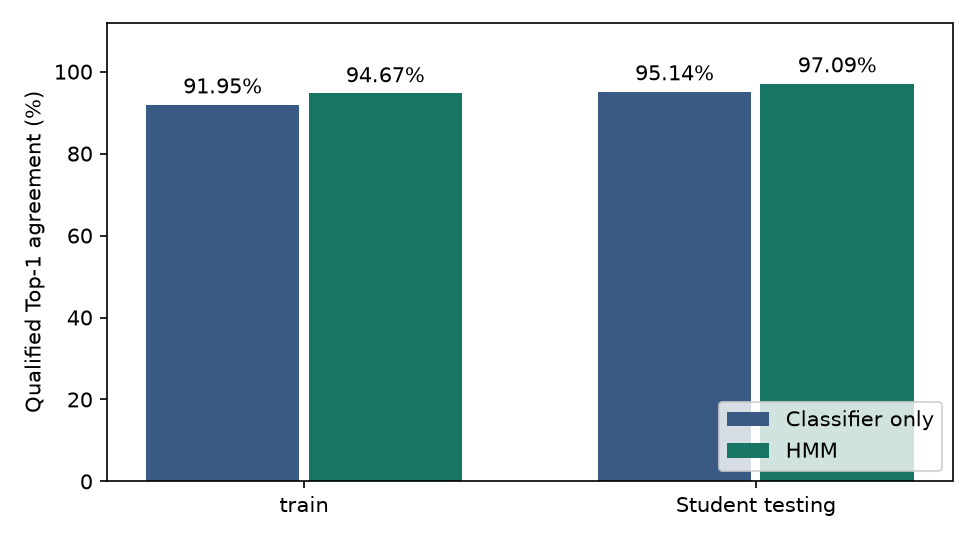 Qualified Top-1 agreement (%)
100
80
60
40
20
0
91.95%
94.67%
95.14%
97.09%
train
Student testing
Classifier only
HMM